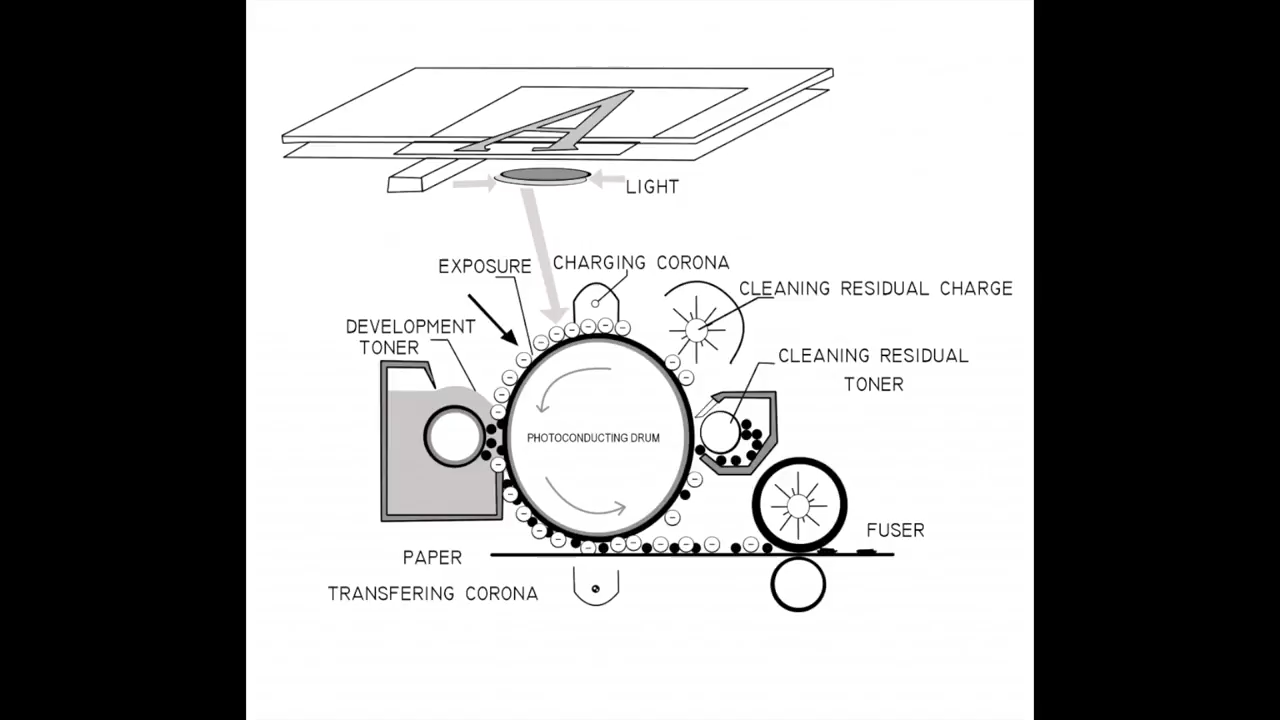 A
LIGHT
EXPOSURE
CHARGING CORONA
CLEANING RESIDUAL CHARGE
DEVELOPMENT
TONER
CLEANING RESIDUAL
TONER
PHOTOCONDUCTING DRUM
FUSER
PAPER
TRANSFERING CORONA